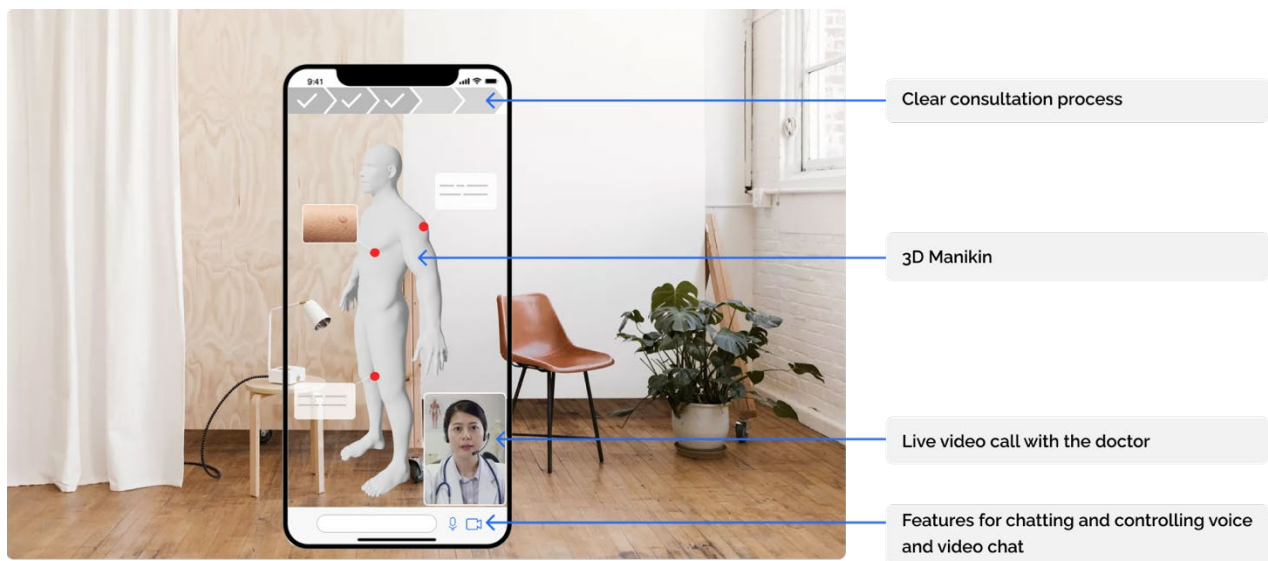 9:41
Clear consultation process
3D Manikin
Live video call with the doctor
Features for chatting and controlling voice
and video chat